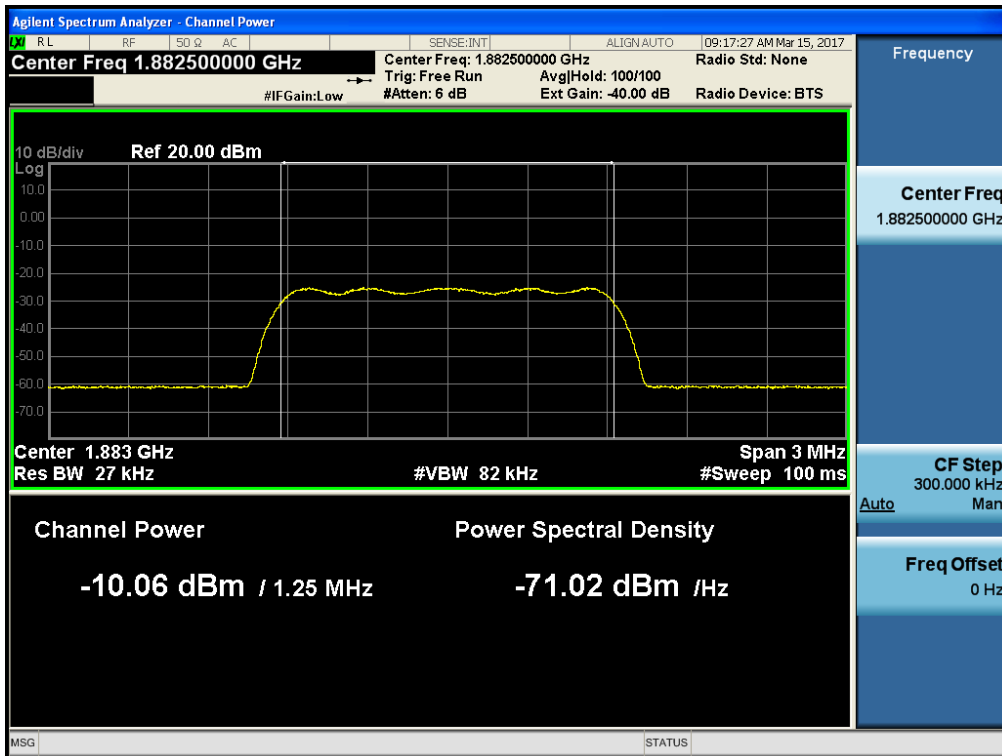 Agilent Spectrum Analyzer - Channel Power
LXI RL RF 50 Ω AC SENSE:INT ALIGN AUTO 09:17:27 AM Mar 15, 2017
Center Freq 1.882500000 GHz
Center Freq: 1.882500000 GHz Radio Std: None
Trig: Free Run Avg|Hold: 100/100
#IFGain:Low #Atten: 6 dB Ext Gain: -40.00 dB Radio Device: BTS
10 dB/div Ref 20.00 dBm
Log
10.0
0.00
-10.0
-20.0
-30.0
-40.0
-50.0
-60.0
-70.0
Center 1.883 GHz Span 3 MHz
Res BW 27 kHz #VBW 82 kHz #Sweep 100 ms
Channel Power Power Spectral Density
-10.06 dBm / 1.25 MHz -71.02 dBm /Hz
MSG STATUS
Frequency
Center Freq
1.882500000 GHz
CF Step
300.000 kHz
Auto Man
Freq Offset
0 Hz